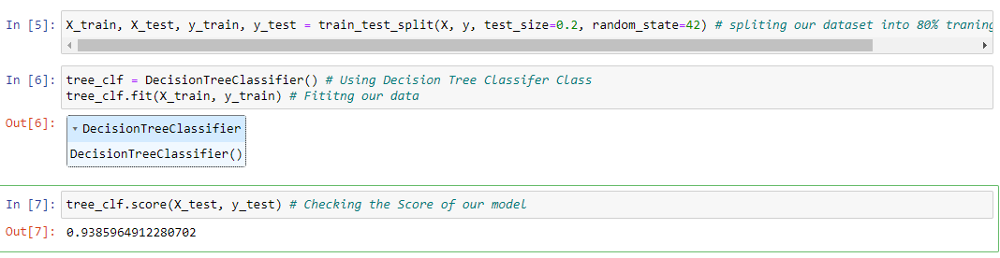 In [5]: X_train, X_test, y_train, y_test = train_test_split(X, y, test_size=0.2, random_state=42) # spliting our dataset into 80% traning
In [6]: tree_clf = DecisionTreeClassifier() # Using Decision Tree Classifer Class
tree_clf.fit(X_train, y_train) # Fititng our data
Out[6]: DecisionTreeClassifier
DecisionTreeClassifier()
In [7]: tree_clf.score(X_test, y_test) # Checking the Score of our model
Out[7]: 0.9385964912280702